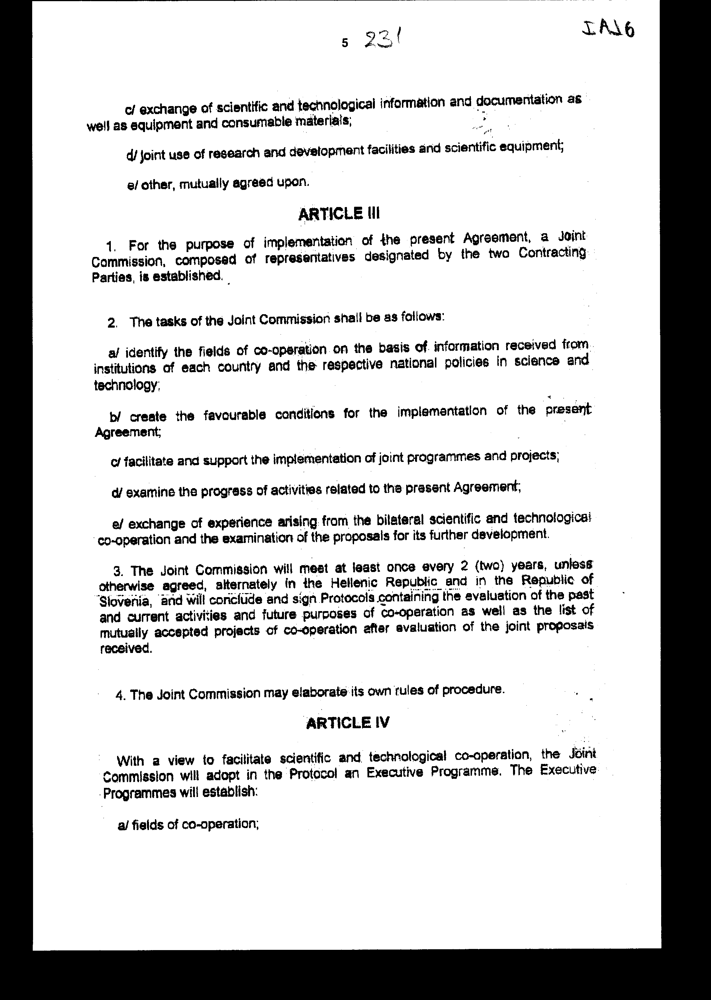 5 231
c/ exchange of scientific and technological information and documentation as
well as equipment and consumable materials;
d/ joint use of research and development facilities and scientific equipment;
e/ other, mutually agreed upon.
ARTICLE III
1. For the purpose of implementation of the present Agreement, a Joint
Commission, composed of representatives designated by the two Contracting
Parties, is established.
2. The tasks of the Joint Commission shall be as follows:
a/ identify the fields of co-operation on the basis of information received from
institutions of each country and the respective national policies in science and
technology;
b/ create the favourable conditions for the implementation of the present
Agreement;
c/ facilitate and support the implementation of joint programmes and projects;
d/ examine the progress of activities related to the present Agreement;
e/ exchange of experience arising from the bilateral scientific and technological
co-operation and the examination of the proposals for its further development.
3. The Joint Commission will meet at least once every 2 (two) years, unless
otherwise agreed, alternately in the Hellenic Republic and in the Republic of
Slovenia, and will conclude and sign Protocols containing the evaluation of the past
and current activities and future purposes of co-operation as well as the list of
mutually accepted projects of co-operation after evaluation of the joint proposals
received.
4. The Joint Commission may elaborate its own rules of procedure.
ARTICLE IV
With a view to facilitate scientific and technological co-operation, the Joint
Commission will adopt in the Protocol an Executive Programme. The Executive
Programmes will establish:
a/ fields of co-operation;